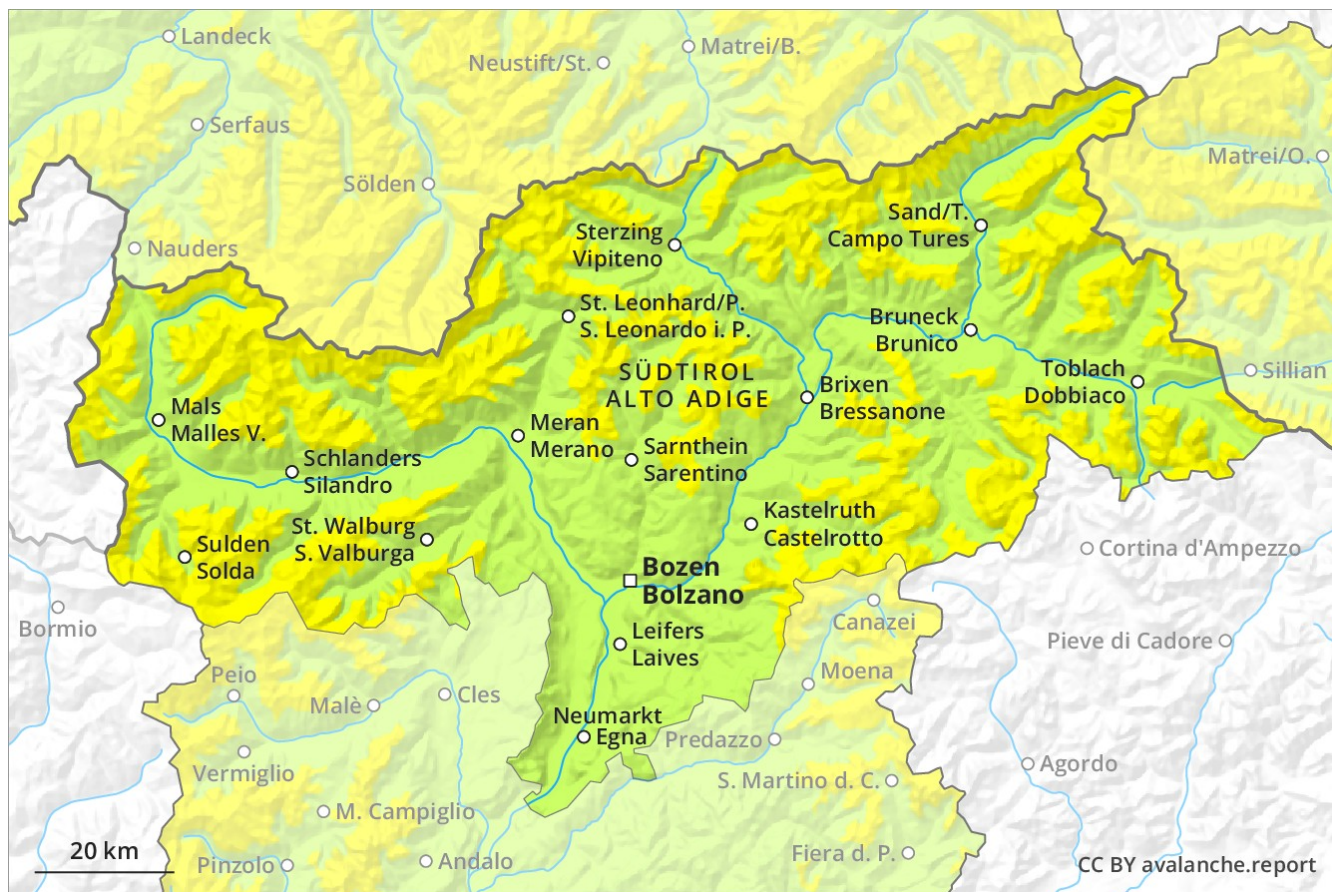 Landeck
Matrei/B.
Neustift/St.
Serfaus
Matrei/O.
Sölden
Sand/T.
Campo Tures
Sterzing
Vipiteno
Nauders
St. Leonhard/P.
S. Leonardo i. P.
Bruneck
Brunico
SÜDTIROL
ALTO ADIGE
Toblach
Dobbiaco
Sillian
Brixen
Bressanone
Mals
Malles V.
Meran
Merano
Sarnthein
Sarentino
Schlanders
Silandro
Kastelruth
Castelrotto
St. Walburg
S. Valburga
Sulden
Solda
Cortina d'Ampezzo
Bozen
Bolzano
Bormio
Canazei
Leifers
Laives
Pieve di Cadore
Peio
Moena
Malè
Cles
Neumarkt
Egna
Predazzo
Vermiglio
Agordo
S. Martino d. C.
M. Campiglio
20 km
Pinzolo
Andalo
Fiera d. P.
CC BY avalanche.report